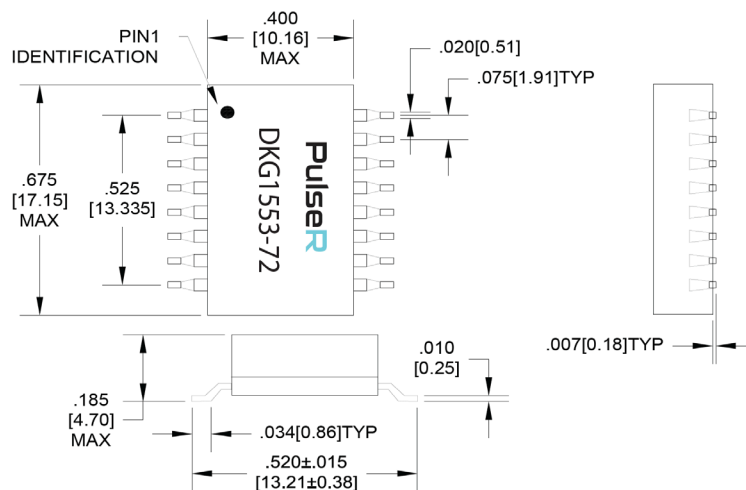 PIN1
IDENTIFICATION
.400
[10.16]
MAX
.020[0.51]
.075[1.91]TYP
.675
[17.15]
MAX
.525
[13.335]
PulseR
DKG1553-72
.007[0.18]TYP
.010
[0.25]
.185
[4.70]
MAX
.034[0.86]TYP
.520±.015
[13.21±0.38]